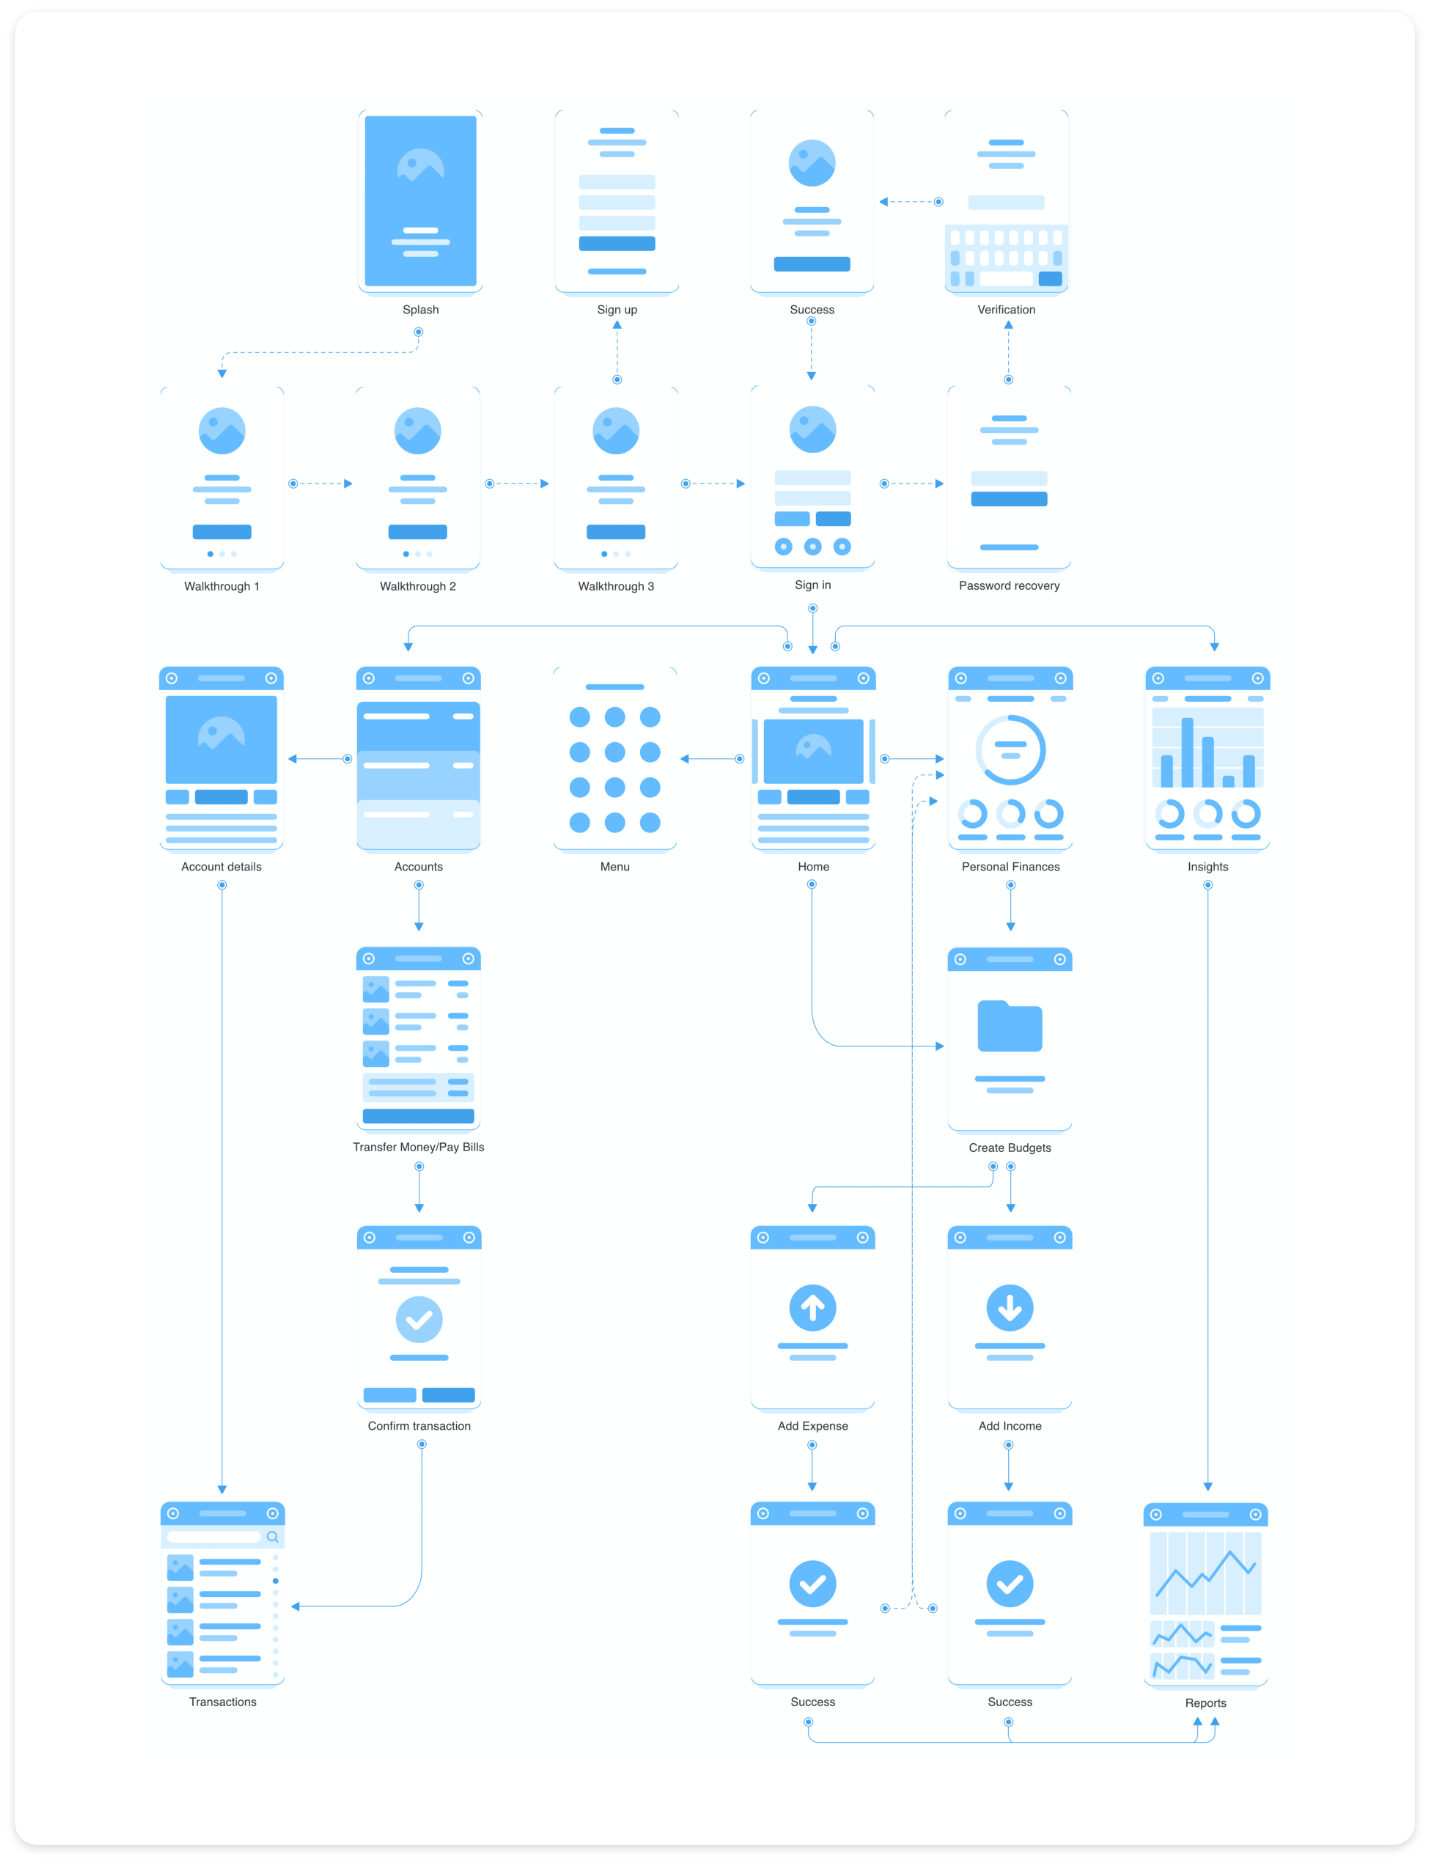 Splash
Sign up
Success
Verification
Walkthrough 1
Walkthrough 2
Walkthrough 3
Sign in
Password recovery
Account details
Accounts
Menu
Home
Personal Finances
Insights
Transfer Money/Pay Bills
Create Budgets
Confirm transaction
Add Expense
Add Income
Transactions
Success
Success
Reports